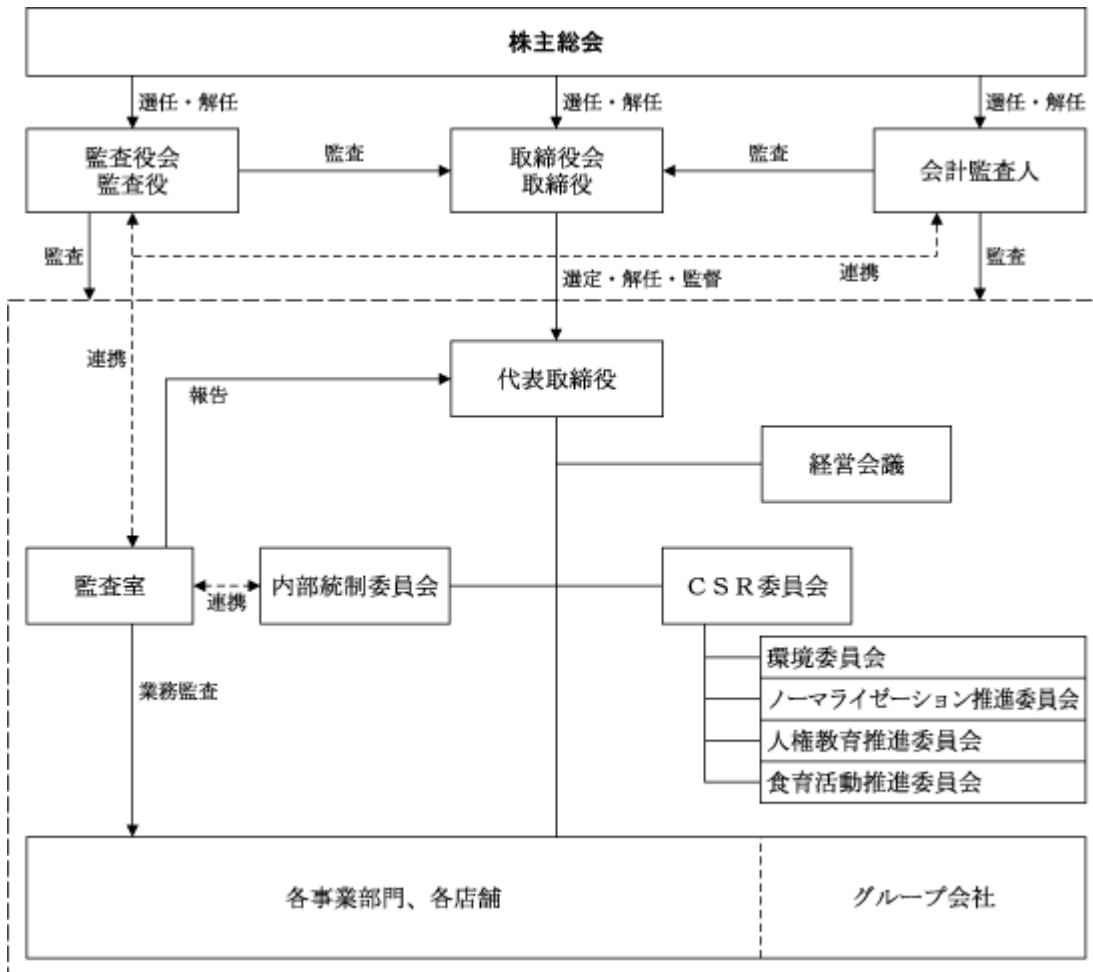 株主総会
選任・解任
選任・解任
選任・解任
監査役会
監査役
監査
取締役会
取締役
監査
会計監査人
監査
選定・解任・監督
連携
監査
連携
報告
代表取締役
経営会議
監査室
連携
内部統制委員会
ＣＳＲ委員会
業務監査
環境委員会
ノーマライゼーション推進委員会
人権教育推進委員会
食育活動推進委員会
各事業部門、各店舗
グループ会社